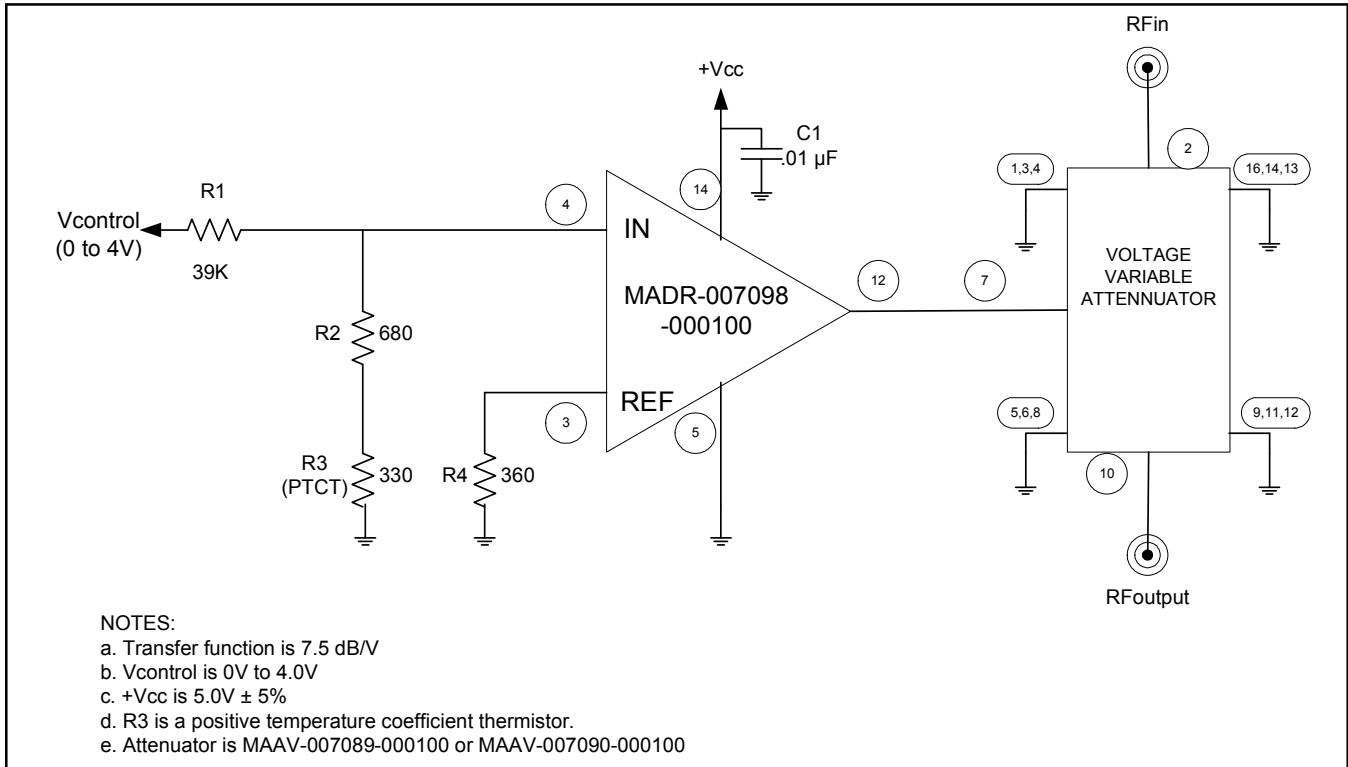 RFin
+Vcc
C1
.01 µF
2
1,3,4
16,14,13
14
R1
4
Vcontrol
(0 to 4V)
IN
39K
VOLTAGE
VARIABLE
ATTENNUATOR
MADR-007098
-000100
12
7
R2
680
REF
3
5
5,6,8
9,11,12
R3
(PTCT)
330
R4
360
10
RFoutput
NOTES:
a. Transfer function is 7.5 dB/V
b. Vcontrol is 0V to 4.0V
c. +Vcc is 5.0V ± 5%
d. R3 is a positive temperature coefficient thermistor.
e. Attenuator is MAAV-007089-000100 or MAAV-007090-000100